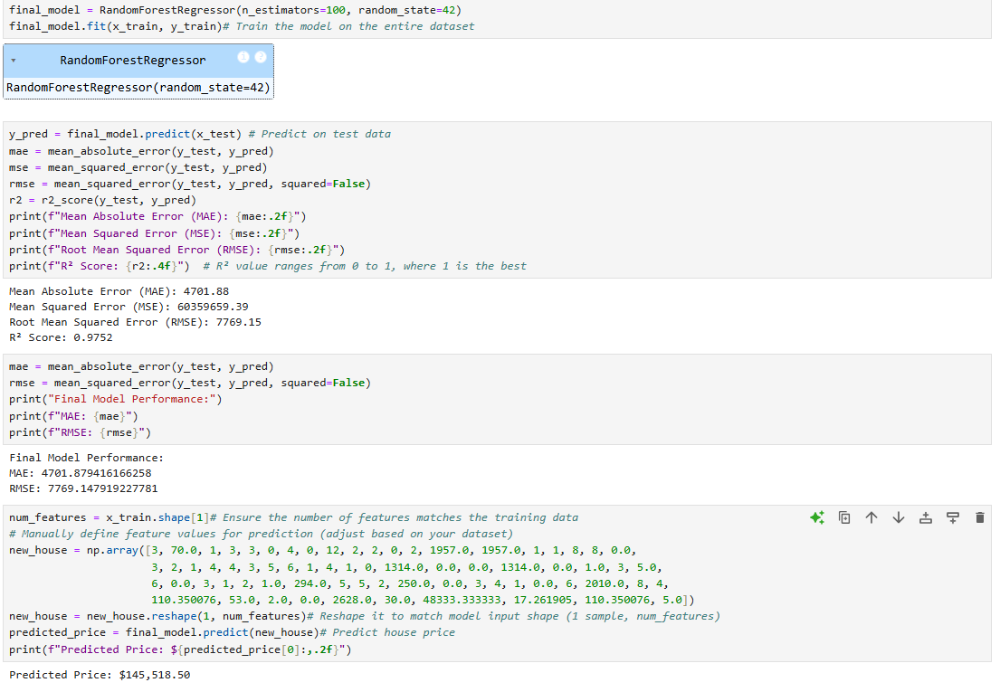 final_model = RandomForestRegressor(n_estimators=100, random_state=42)
final_model.fit(x_train, y_train)# Train the model on the entire dataset
RandomForestRegressor
RandomForestRegressor(random_state=42)
y_pred = final_model.predict(x_test) # Predict on test data
mae = mean_absolute_error(y_test, y_pred)
mse = mean_squared_error(y_test, y_pred)
rmse = mean_squared_error(y_test, y_pred, squared=False)
r2 = r2_score(y_test, y_pred)
print(f"Mean Absolute Error (MAE): {mae:.2f}")
print(f"Mean Squared Error (MSE): {mse:.2f}")
print(f"Root Mean Squared Error (RMSE): {rmse:.2f}")
print(f"R² Score: {r2:.4f}")  # R² value ranges from 0 to 1, where 1 is the best
Mean Absolute Error (MAE): 4701.88
Mean Squared Error (MSE): 60359659.39
Root Mean Squared Error (RMSE): 7769.15
R² Score: 0.9752
mae = mean_absolute_error(y_test, y_pred)
rmse = mean_squared_error(y_test, y_pred, squared=False)
print("Final Model Performance:")
print(f"MAE: {mae}")
print(f"RMSE: {rmse}")
Final Model Performance:
MAE: 4701.879416166258
RMSE: 7769.147919227781
num_features = x_train.shape[1]# Ensure the number of features matches the training data
# Manually define feature values for prediction (adjust based on your dataset)
new_house = np.array([3, 70.0, 1, 3, 3, 0, 4, 0, 12, 2, 2, 0, 2, 1957.0, 1957.0, 1, 1, 8, 8, 0.0,
3, 2, 1, 4, 4, 3, 5, 6, 1, 4, 1, 0, 1314.0, 0.0, 0.0, 1314.0, 0.0, 1.0, 3, 5.0,
6, 0.0, 3, 1, 2, 1.0, 294.0, 5, 5, 2, 250.0, 0.0, 3, 4, 1, 0.0, 6, 2010.0, 8, 4,
110.350076, 53.0, 2.0, 0.0, 2628.0, 30.0, 48333.333333, 17.261905, 110.350076, 5.0])
new_house = new_house.reshape(1, num_features)# Reshape it to match model input shape (1 sample, num_features)
predicted_price = final_model.predict(new_house)# Predict house price
print(f"Predicted Price: ${predicted_price[0]:,.2f}")
Predicted Price: $145,518.50